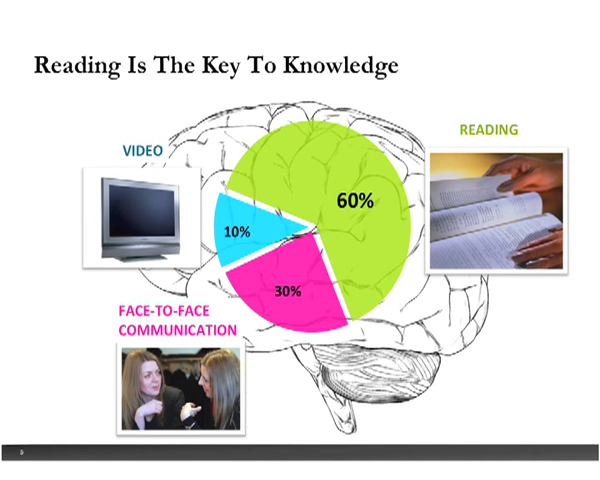 Reading Is The Key To Knowledge
READING
VIDEO
60%
10%
30%
FACE-TO-FACE
COMMUNICATION